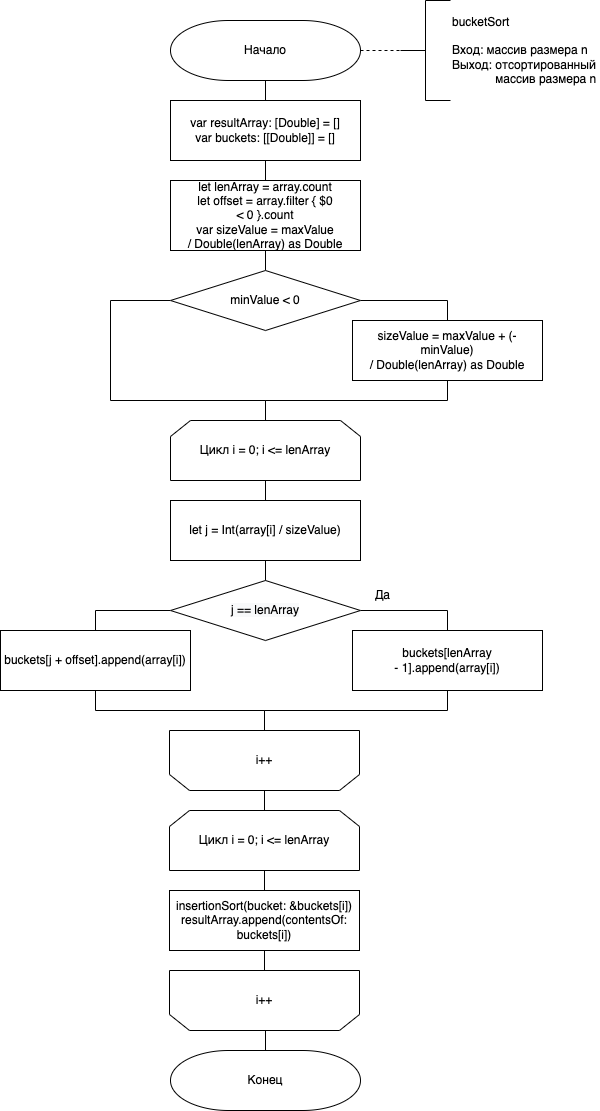 bucketSort
Вход: массив размера n
Выход: отсортированный
массив размера n
Начало
var resultArray: [Double] = []
var buckets: [[Double]] = []
let lenArray = array.count
let offset = array.filter { $0
< 0 }.count
var sizeValue = maxValue
/ Double(lenArray) as Double
minValue < 0
sizeValue = maxValue + (-
minValue)
/ Double(lenArray) as Double
Цикл i = 0; i <= lenArray
let j = Int(array[i] / sizeValue)
j == lenArray
Да
buckets[j + offset].append(array[i])
buckets[lenArray
- 1].append(array[i])
i++
Цикл i = 0; i <= lenArray
insertionSort(bucket: &buckets[i])
resultArray.append(contentsOf:
buckets[i])
i++
Конец